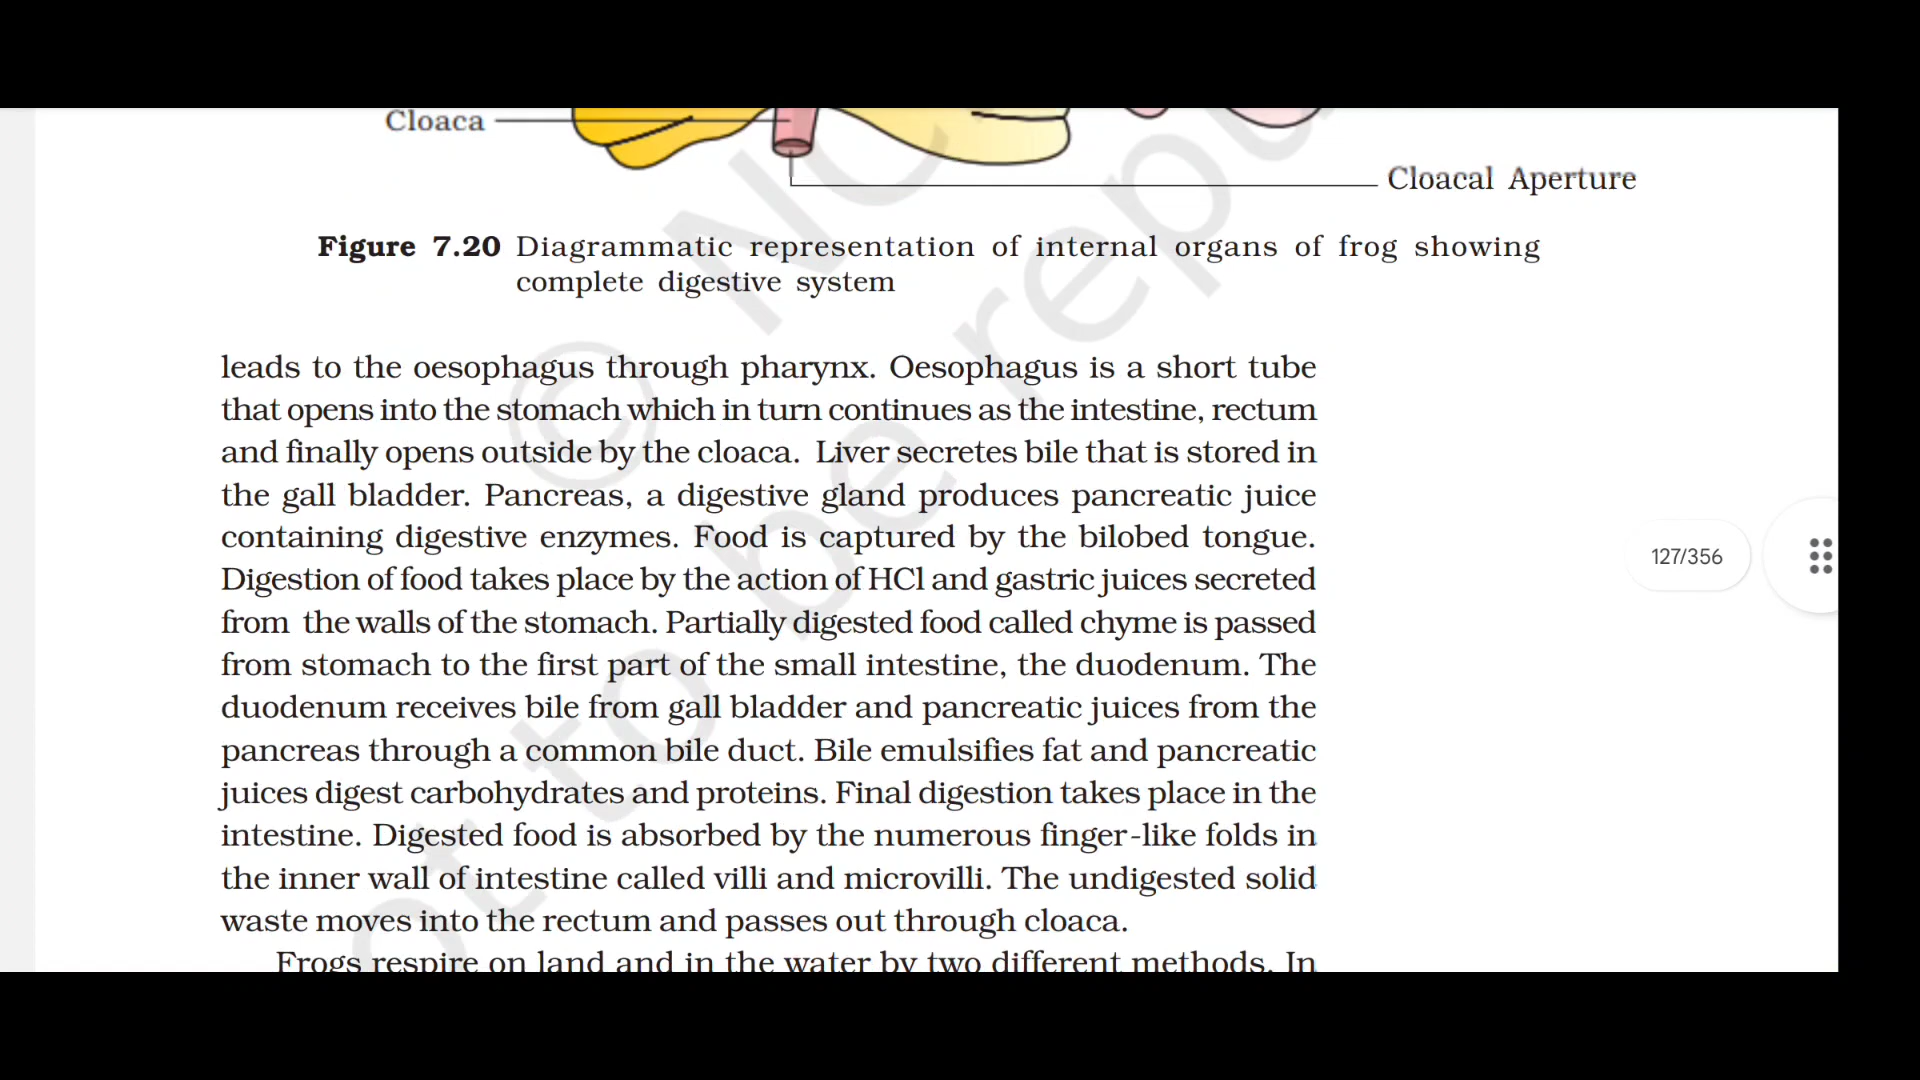 Cloaca
Cloacal Aperture
Figure 7.20 Diagrammatic representation of internal organs of frog showing
complete digestive system
leads to the oesophagus through pharynx. Oesophagus is a short tube
that opens into the stomach which in turn continues as the intestine, rectum
and finally opens outside by the cloaca. Liver secretes bile that is stored in
the gall bladder. Pancreas, a digestive gland produces pancreatic juice
containing digestive enzymes. Food is captured by the bilobed tongue.
Digestion of food takes place by the action of HCl and gastric juices secreted
from the walls of the stomach. Partially digested food called chyme is passed
from stomach to the first part of the small intestine, the duodenum. The
duodenum receives bile from gall bladder and pancreatic juices from the
pancreas through a common bile duct. Bile emulsifies fat and pancreatic
juices digest carbohydrates and proteins. Final digestion takes place in the
intestine. Digested food is absorbed by the numerous finger-like folds in
the inner wall of intestine called villi and microvilli. The undigested solid
waste moves into the rectum and passes out through cloaca.
Frogs respire on land and in the water by two different methods. In
127/356
© NC
to be repu